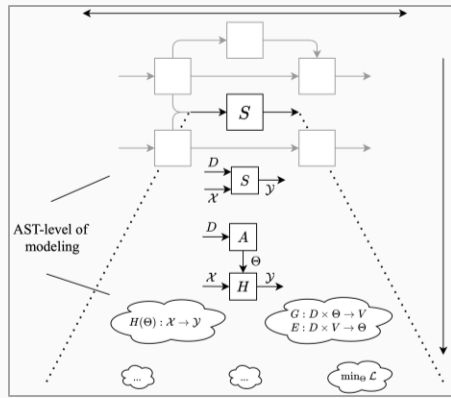 S
D
S
𝒳
𝒴
AST-level of
modeling
D
A
Θ
𝒳
H
𝒴
H(Θ) : 𝒳 → 𝒴
G : D × Θ → V
E : D × V → Θ
...
...
min_Θ ℒ